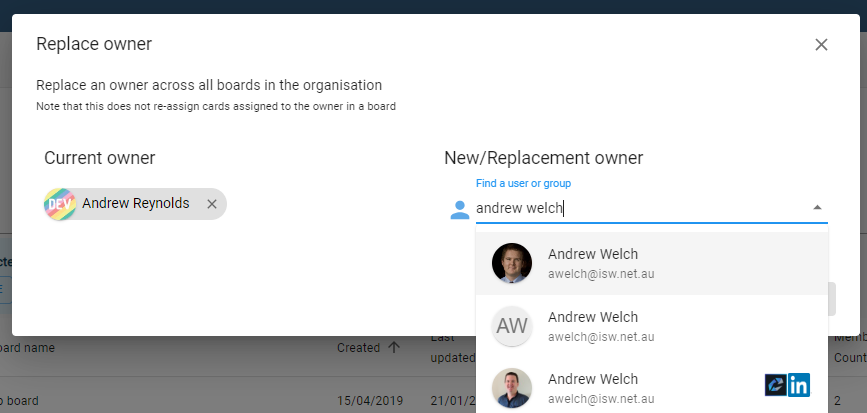 Replace owner
Replace an owner across all boards in the organisation
Note that this does not re-assign cards assigned to the owner in a board
Current owner
New/Replacement owner
Find a user or group
DEV Andrew Reynolds
andrew welch
Andrew Welch
awelch@isw.net.au
AW
Andrew Welch
awelch@isw.net.au
Andrew Welch
awelch@isw.net.au
in
oard name
Created
Last
updated
Memb
Count
o board
15/04/2019
21/01/2
2